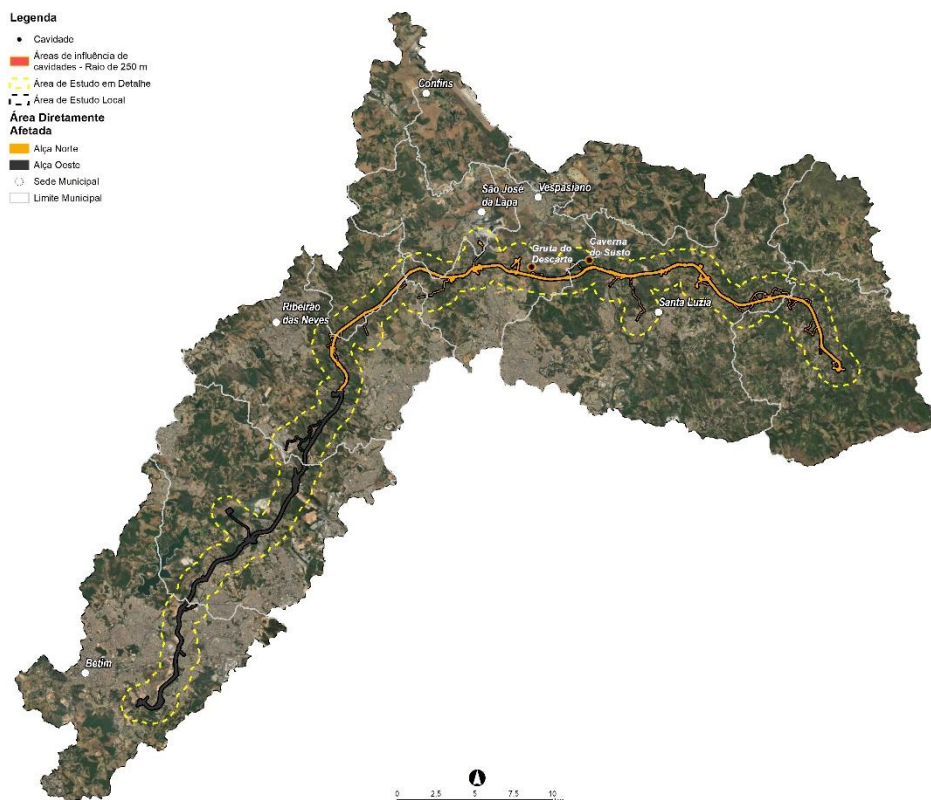 Legenda
Cavidade
Áreas de influência de
cavidades - Raio de 250 m
Área de Estudo em Detalhe
Área de Estudo Local
Área Diretamente
Afetada
Alça Norte
Alça Oeste
Sede Municipal
Limite Municipal
Confins
São José
da Lapa
Vespasiano
Gruta do
Descarte
Caverna
do Susto
Ribeirão
das Neves
Santa Luzia
Betim
0 2,5 5 7,5 10